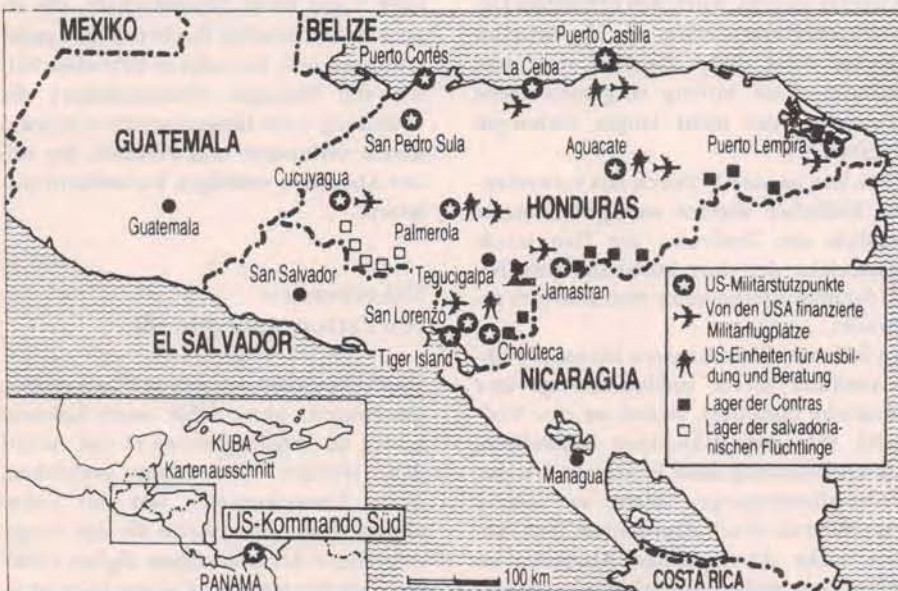 MEXIKO
BELIZE
Puerto Castilla
Puerto Cortés
La Ceiba
GUATEMALA
San Pedro Sula
Puerto Lempira
Aguacate
Cucuyagua
HONDURAS
Guatemala
Palmerola
San Salvador
Tegucigalpa
Jamastran
San Lorenzo
EL SALVADOR
Tiger Island
Choluteca
NICARAGUA
Managua
US-Militärstützpunkte
Von den USA finanzierte
Militärflugplätze
US-Einheiten für Ausbil-
dung und Beratung
Lager der Contras
Lager der salvadoria-
nischen Flüchtlinge
KUBA
Kartenausschnitt
US-Kommando Süd
PANAMA
100 km
COSTA RICA